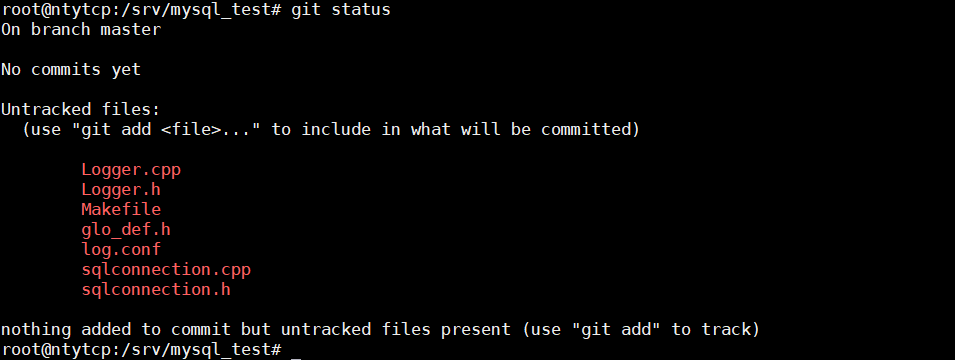 root@ntytcp:/srv/mysql_test# git status
On branch master
No commits yet
Untracked files:
(use "git add <file>..." to include in what will be committed)
Logger.cpp
Logger.h
Makefile
glo_def.h
log.conf
sqlconnection.cpp
sqlconnection.h
nothing added to commit but untracked files present (use "git add" to track)
root@ntytcp:/srv/mysql_test# _